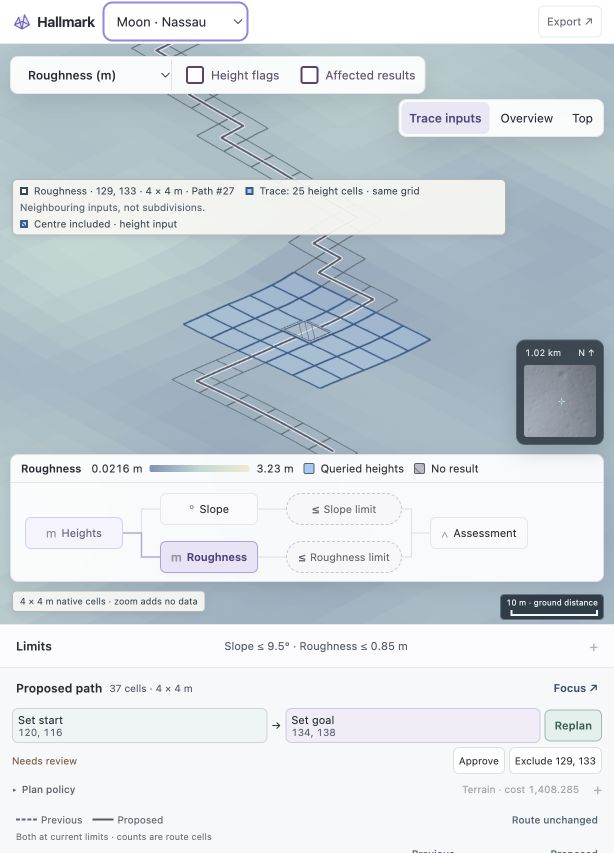 Hallmark
Moon · Nassau
Export ↗
Roughness (m)
Height flags
Affected results
Trace inputs
Overview
Top
Roughness · 129, 133 · 4 × 4 m · Path #27
Trace: 25 height cells · same grid
Neighbouring inputs, not subdivisions.
Centre included · height input
1.02 km
N ↑
Roughness
0.0216 m
3.23 m
Queried heights
No result
° Slope
≤ Slope limit
m Heights
∧ Assessment
m Roughness
≤ Roughness limit
4 × 4 m native cells · zoom adds no data
10 m · ground distance
Limits
Slope ≤ 9.5° · Roughness ≤ 0.85 m
+
Proposed path
37 cells · 4 × 4 m
Focus ↗
Set start
120, 116
→
Set goal
134, 138
Replan
Needs review
Approve
Exclude 129, 133
Plan policy
Terrain · cost 1,408.285
+
Previous
Proposed
Route unchanged
Both at current limits · counts are route cells